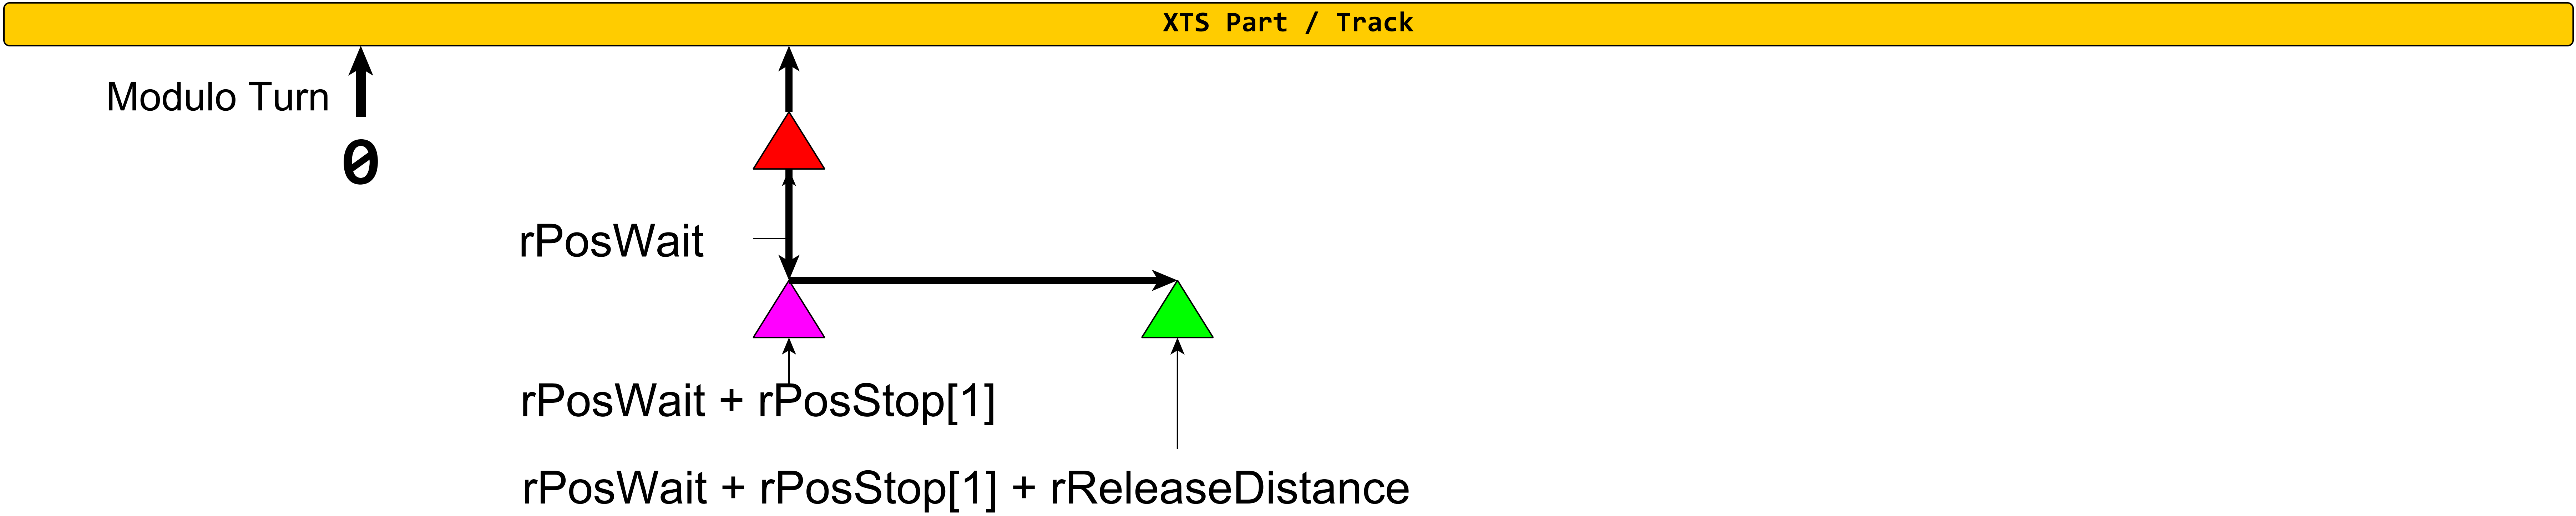 XTS Part / Track
Modulo Turn
0
rPosWait
rPosWait + rPosStop[1]
rPosWait + rPosStop[1] + rReleaseDistance